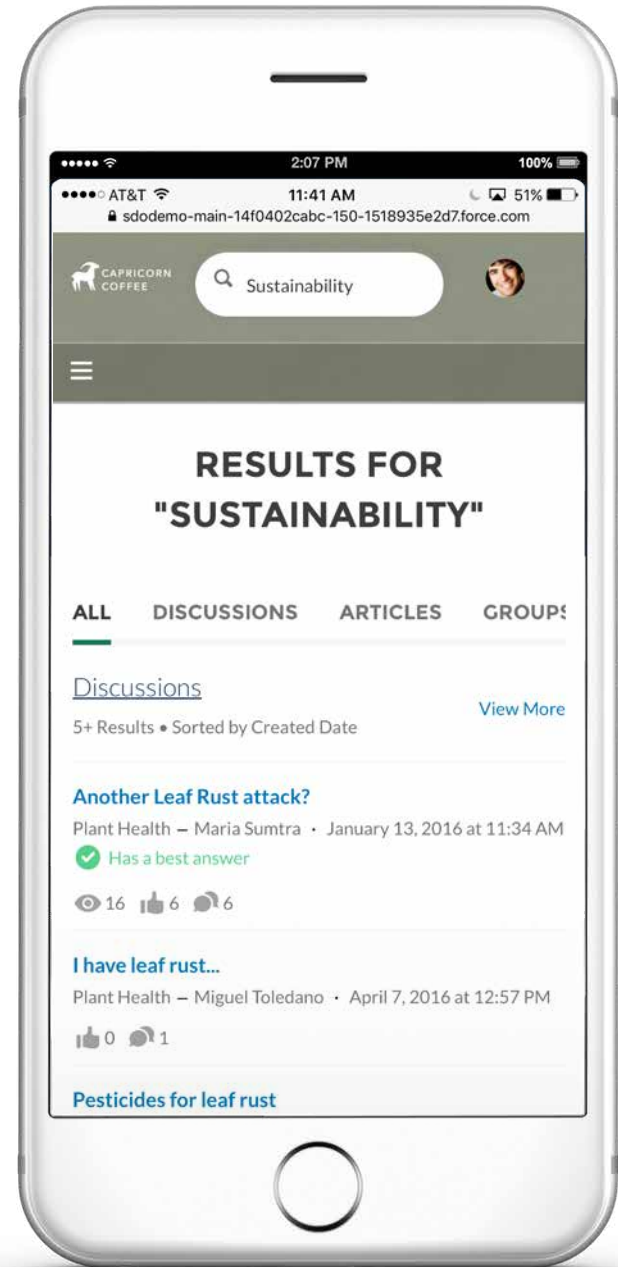 2:07 PM 100%
AT&T 11:41 AM 51%
sdodemo-main-14f0402cabc-150-1518935e2d7.force.com
CAPRICORN
COFFEE
Sustainability
RESULTS FOR
"SUSTAINABILITY"
ALL DISCUSSIONS ARTICLES GROUPS
Discussions
View More
5+ Results • Sorted by Created Date
Another Leaf Rust attack?
Plant Health – Maria Sumtra · January 13, 2016 at 11:34 AM
Has a best answer
16 6 6
I have leaf rust...
Plant Health – Miguel Toledano · April 7, 2016 at 12:57 PM
0 1
Pesticides for leaf rust